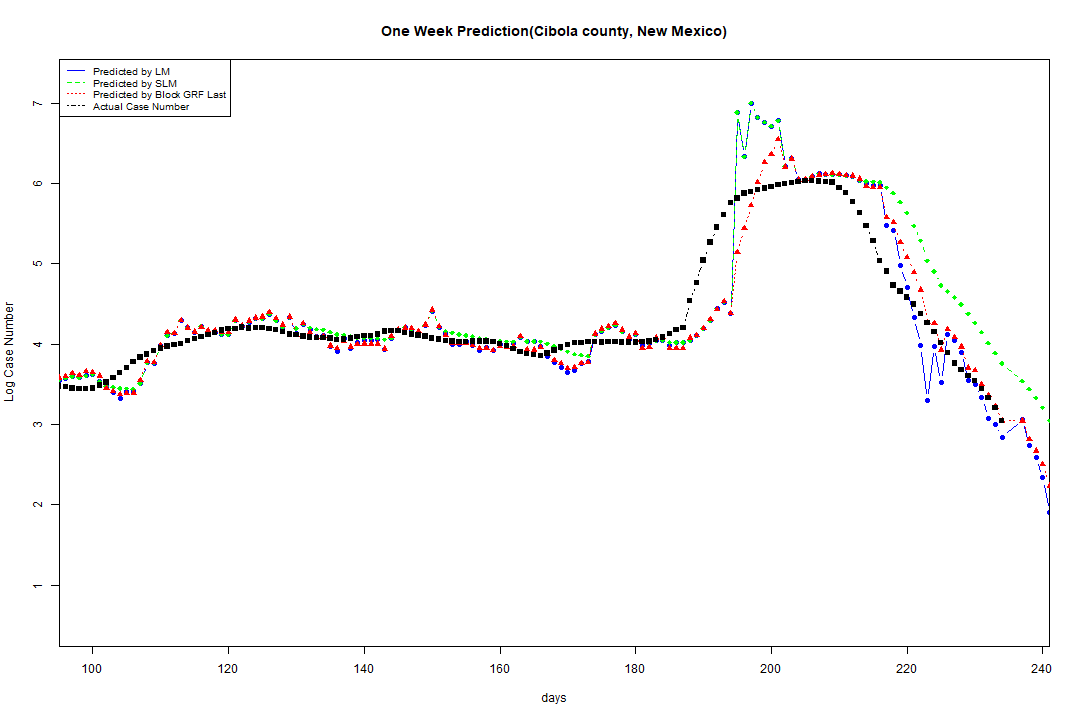 One Week Prediction(Cibola county, New Mexico)
Predicted by LM
Predicted by SLM
Predicted by Block GRF Last
Actual Case Number
7
6
5
4
3
2
1
Log Case Number
100 120 140 160 180 200 220 240
days